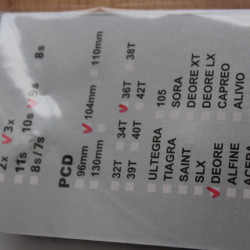 2x 3x
11s 10s 9s 8s
8s/7s
PCD
96mm 104mm 110mm
130mm
32T 34T 36T 38T
39T 40T 42T
ULTEGRA 105
TIAGRA SORA
SAINT DEORE XT
SLX DEORE LX
DEORE CAPREO
ALFINE ALIVIO
ACERA